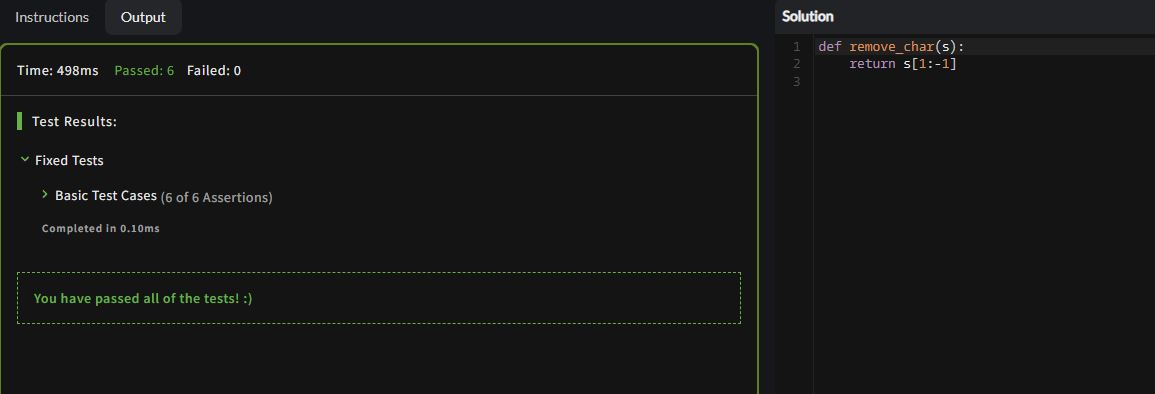 Instructions
Output
Time: 498ms Passed: 6 Failed: 0
Test Results:
Fixed Tests
Basic Test Cases (6 of 6 Assertions)
Completed in 0.10ms
You have passed all of the tests! :)
Solution
1 def remove_char(s):
2     return s[1:-1]
3